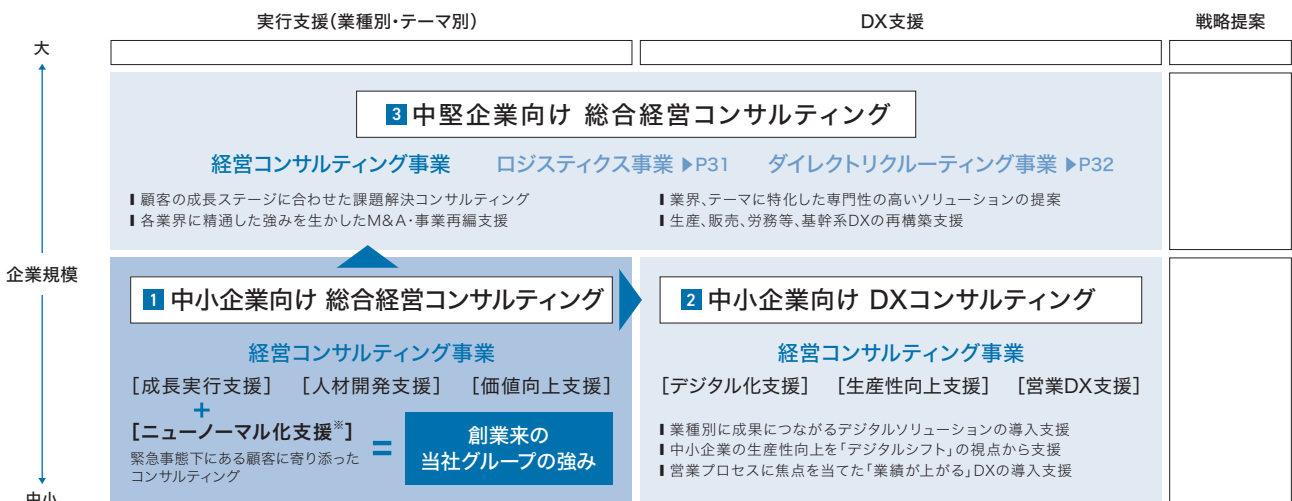 実行支援(業種別・テーマ別)
DX支援
戦略提案
大
3 中堅企業向け 総合経営コンサルティング
経営コンサルティング事業
ロジスティクス事業 ▶P31
ダイレクトリクルーティング事業 ▶P32
顧客の成長ステージに合わせた課題解決コンサルティング
各業界に精通した強みを生かしたM&A・事業再編支援
業界、テーマに特化した専門性の高いソリューションの提案
生産、販売、労務等、基幹系DXの再構築支援
企業規模
1 中小企業向け 総合経営コンサルティング
経営コンサルティング事業
[成長実行支援] [人材開発支援] [価値向上支援]
+
[ニューノーマル化支援※]
緊急事態下にある顧客に寄り添った
コンサルティング
=
創業来の
当社グループの強み
2 中小企業向け DXコンサルティング
経営コンサルティング事業
[デジタル化支援] [生産性向上支援] [営業DX支援]
業種別に成果につながるデジタルソリューションの導入支援
中小企業の生産性向上を「デジタルシフト」の視点から支援
営業プロセスに焦点を当てた「業績が上がる」DXの導入支援
中小